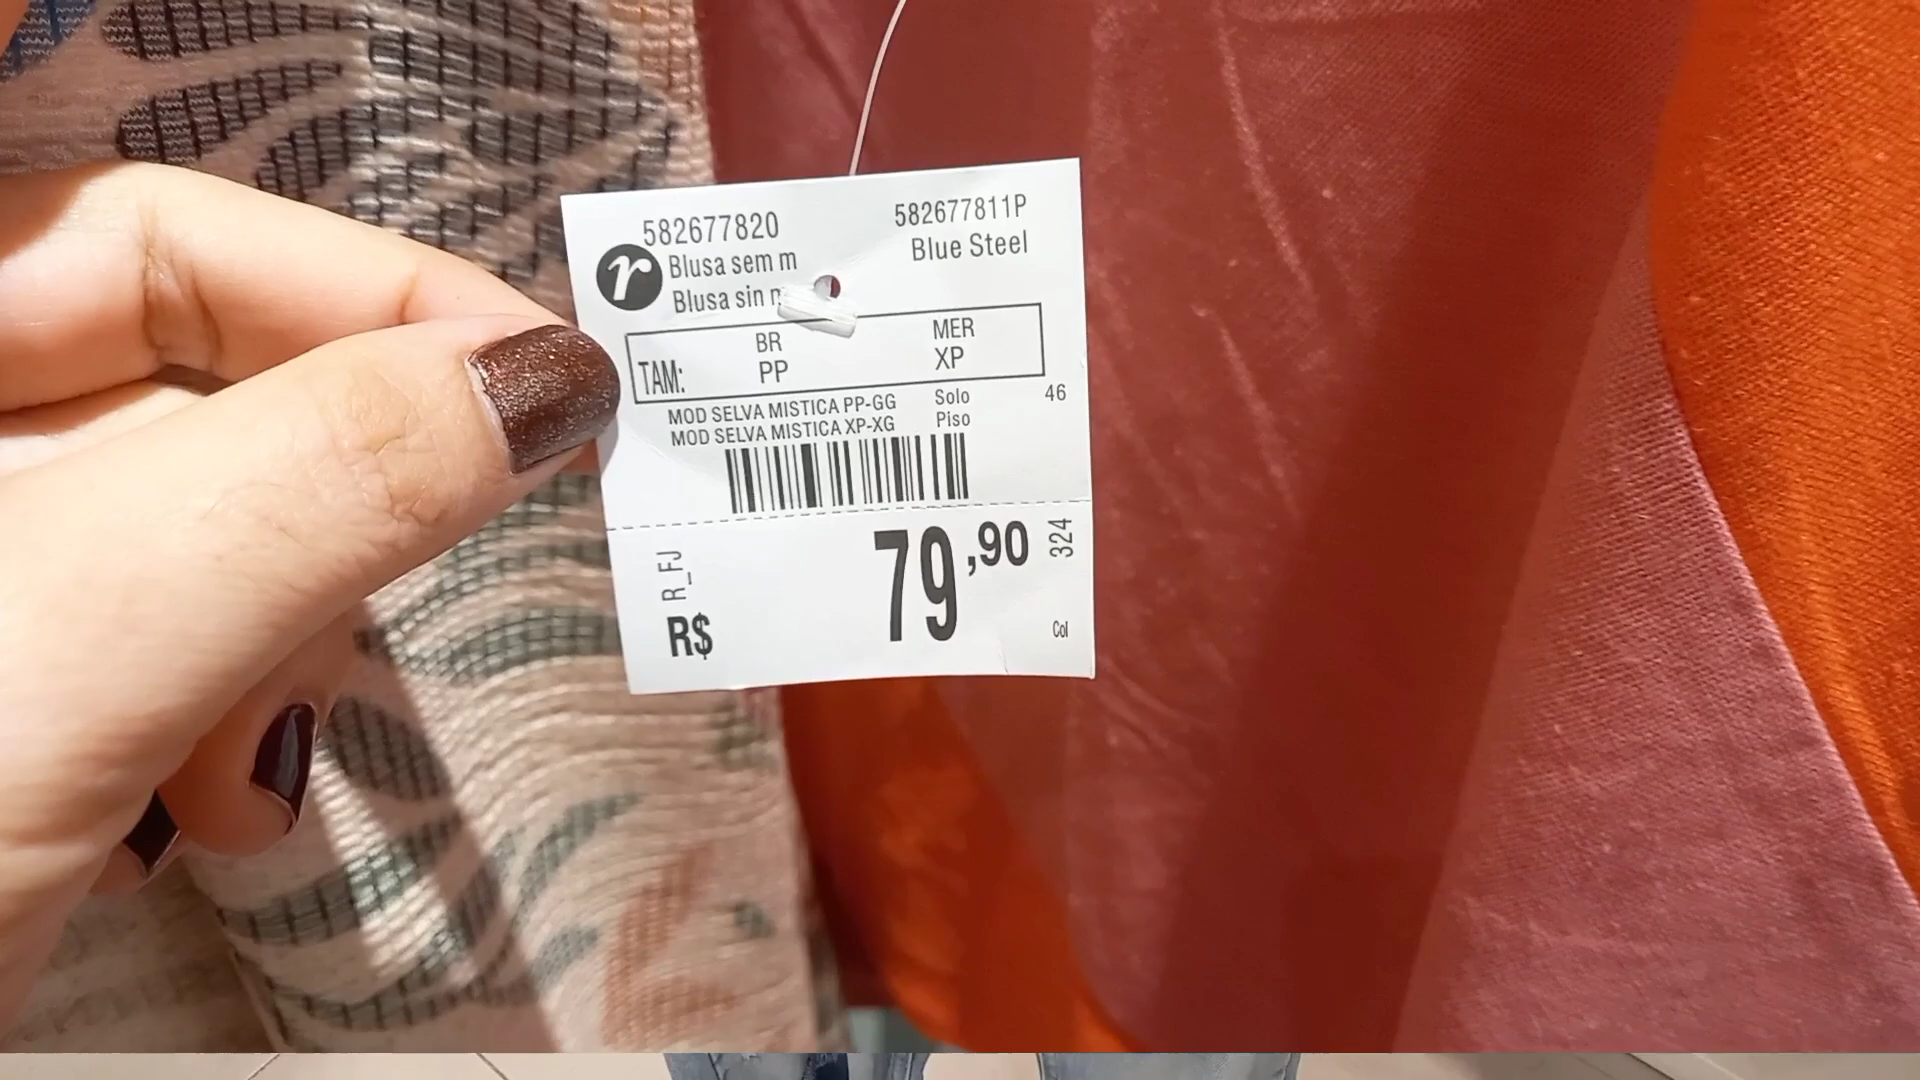 582677820
582677811P
r
Blusa sem m
Blue Steel
Blusa sin
BR
MER
TAM:
PP
XP
MOD SELVA MISTICA PP-GG
Solo
46
MOD SELVA MISTICA XP-XG
Piso
R_FJ
R$
79,90
324
Col